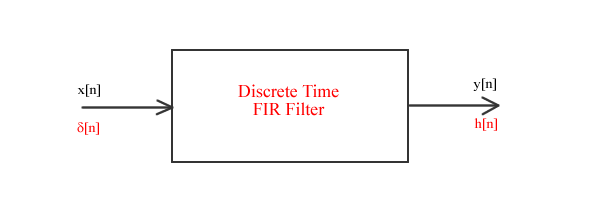 x[n]
δ[n]
Discrete Time
FIR Filter
y[n]
h[n]